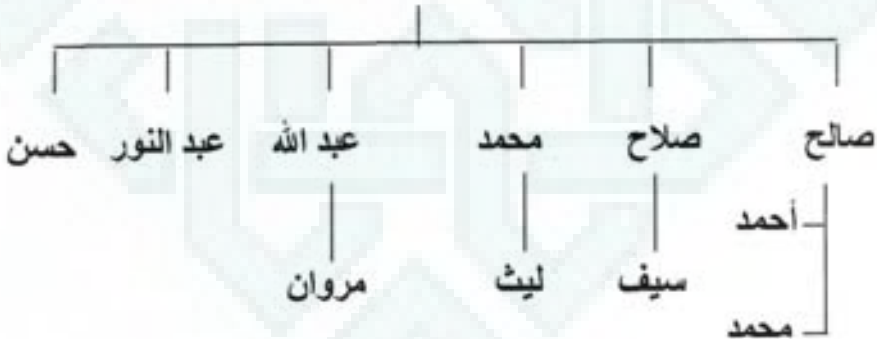 صالح صلاح محمد عبد الله عبد النور حسن
أحمد
سيف ليث مروان
محمد